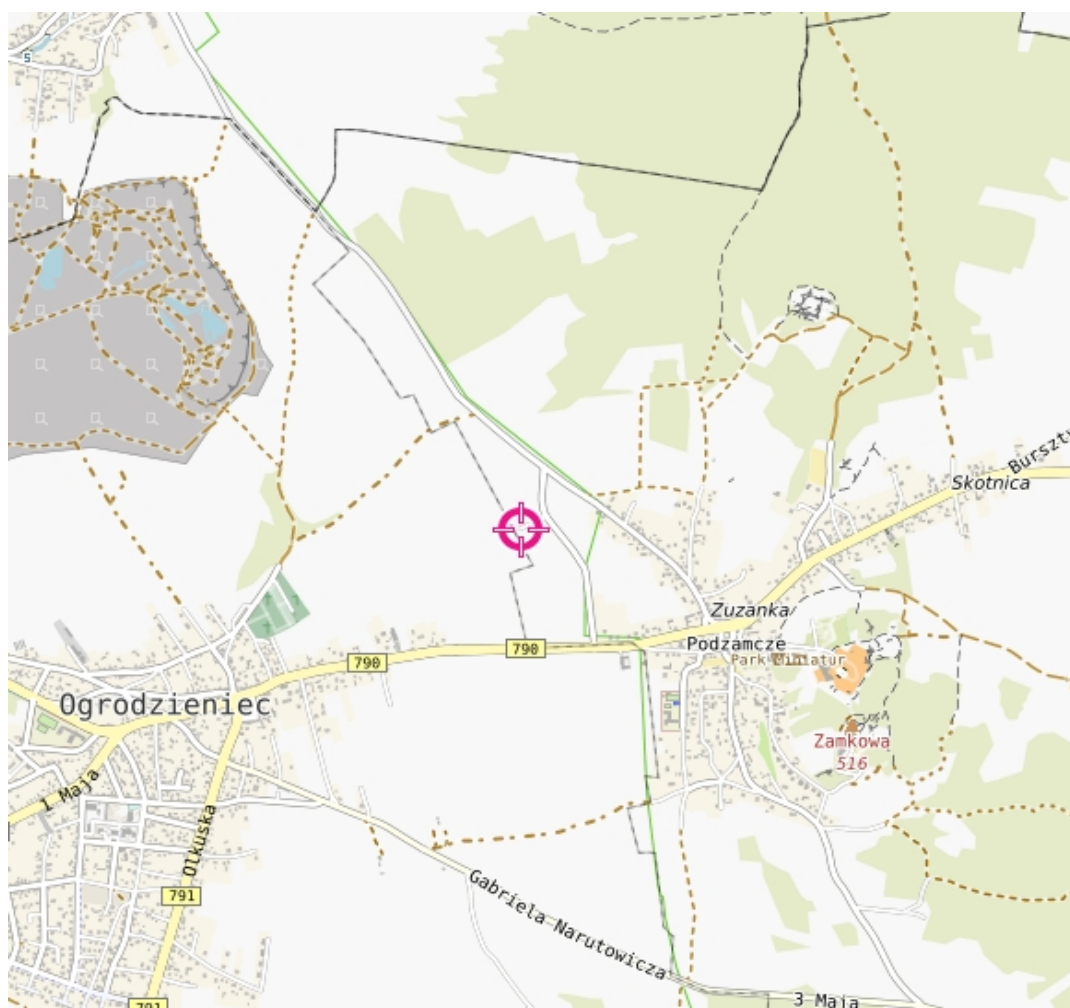 5
Skotnica
Bursztu
Zuzanka
790
790
Podzamcze
Park Miniatur
Ogrodzieniec
Zamkowa
516
1 Maja
Olkuska
791
Gabriela Narutowicza
3 Maja
791